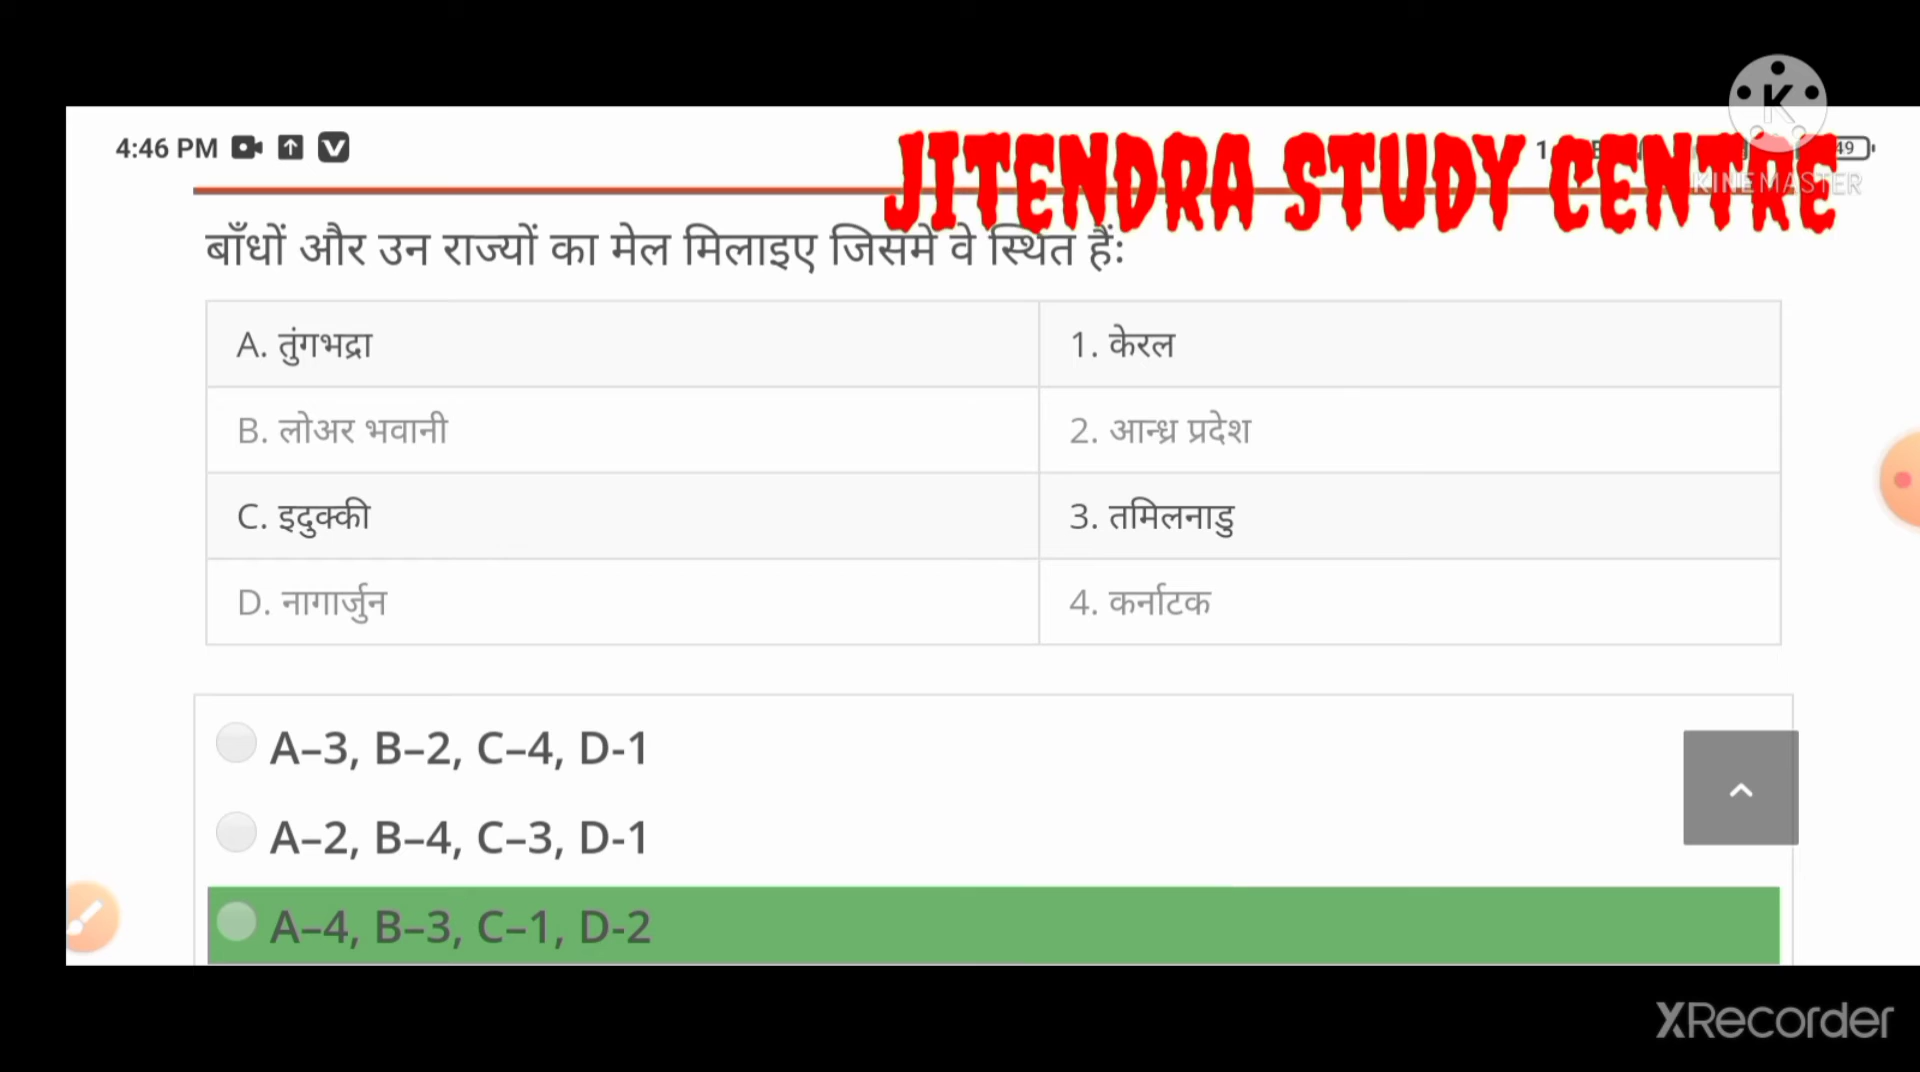 4:46 PM
JITENDRA STUDY CENTRE
K
49
KINEMASTER
बाँधों और उन राज्यों का मेल मिलाइए जिसमें वे स्थित हैं:
A. तुंगभद्रा 1. केरल
B. लोअर भवानी 2. आन्ध्र प्रदेश
C. इदुक्की 3. तमिलनाडु
D. नागार्जुन 4. कर्नाटक
A–3, B–2, C–4, D-1
A–2, B–4, C–3, D-1
A–4, B–3, C–1, D-2
XRecorder